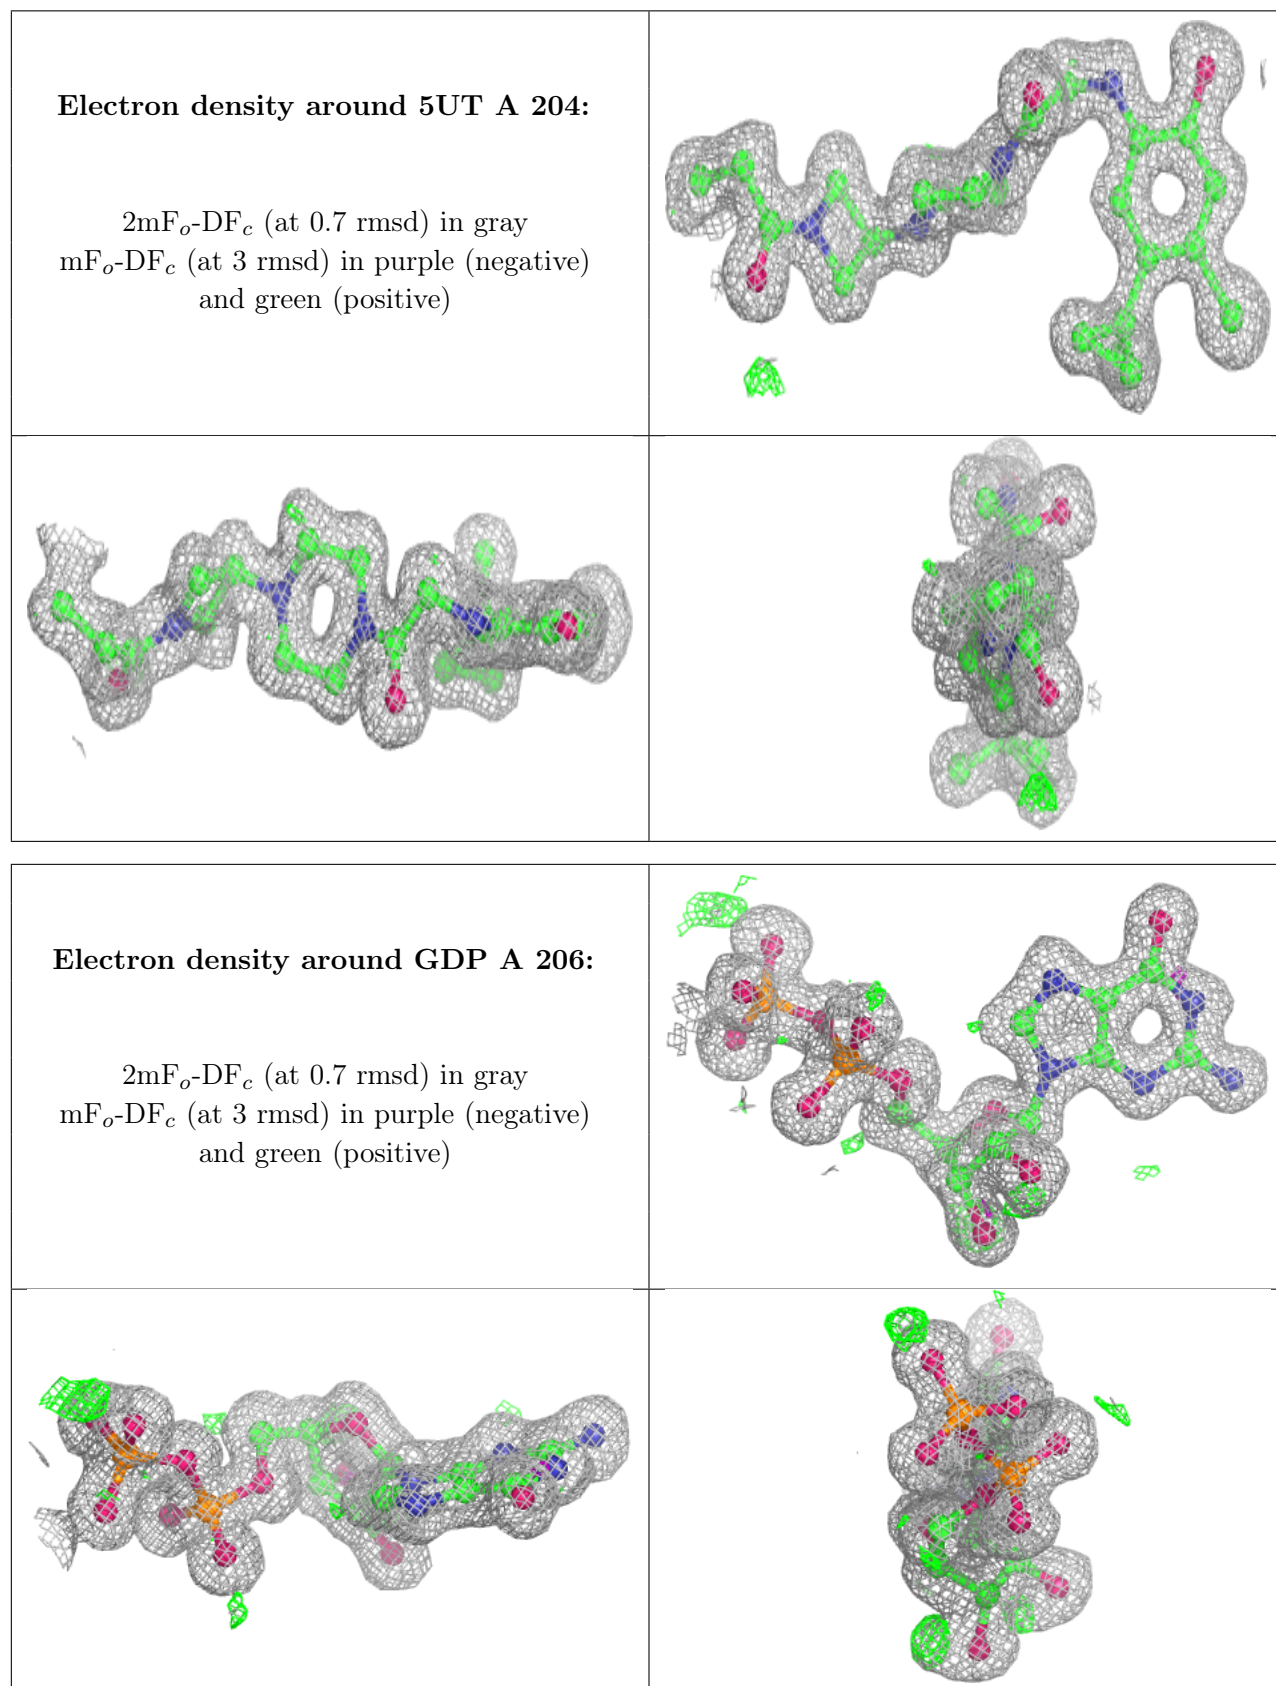 Electron density around 5UT A 204:
2mFo-DFc (at 0.7 rmsd) in gray
mFo-DFc (at 3 rmsd) in purple (negative)
and green (positive)
Electron density around GDP A 206:
2mFo-DFc (at 0.7 rmsd) in gray
mFo-DFc (at 3 rmsd) in purple (negative)
and green (positive)